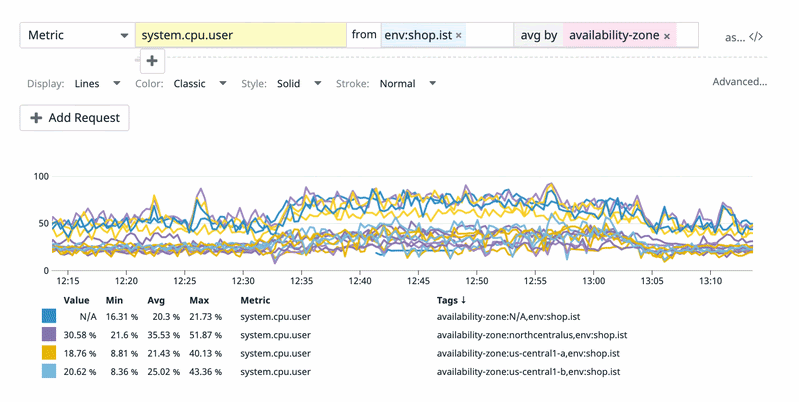 Metric system.cpu.user from env:shop.ist × avg by availability-zone × as... </>
+
Display: Lines Color: Classic Style: Solid Stroke: Normal Advanced...
+ Add Request
100
50
0
12:15 12:20 12:25 12:30 12:35 12:40 12:45 12:50 12:55 13:00 13:05 13:10
Value Min Avg Max Metric Tags ↓
N/A 16.31 % 20.3 % 21.73 % system.cpu.user availability-zone:N/A,env:shop.ist
30.58 % 21.6 % 35.53 % 51.87 % system.cpu.user availability-zone:northcentralus,env:shop.ist
18.76 % 8.81 % 21.43 % 40.13 % system.cpu.user availability-zone:us-central1-a,env:shop.ist
20.62 % 8.36 % 25.02 % 43.36 % system.cpu.user availability-zone:us-central1-b,env:shop.ist